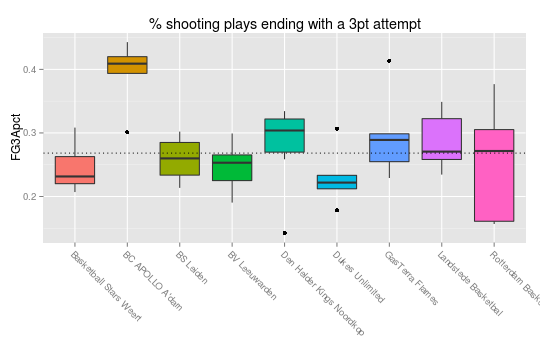 % shooting plays ending with a 3pt attempt
FG3Apct
0.4
0.3
0.2
Basketball Stars Weert
BC APOLLO A'dam
BS Leiden
BV Leeuwarden
Den Helder Kings Noordkop
Dukes Unlimited
GasTerra Flames
Landstede Basketbal
Rotterdam Baske